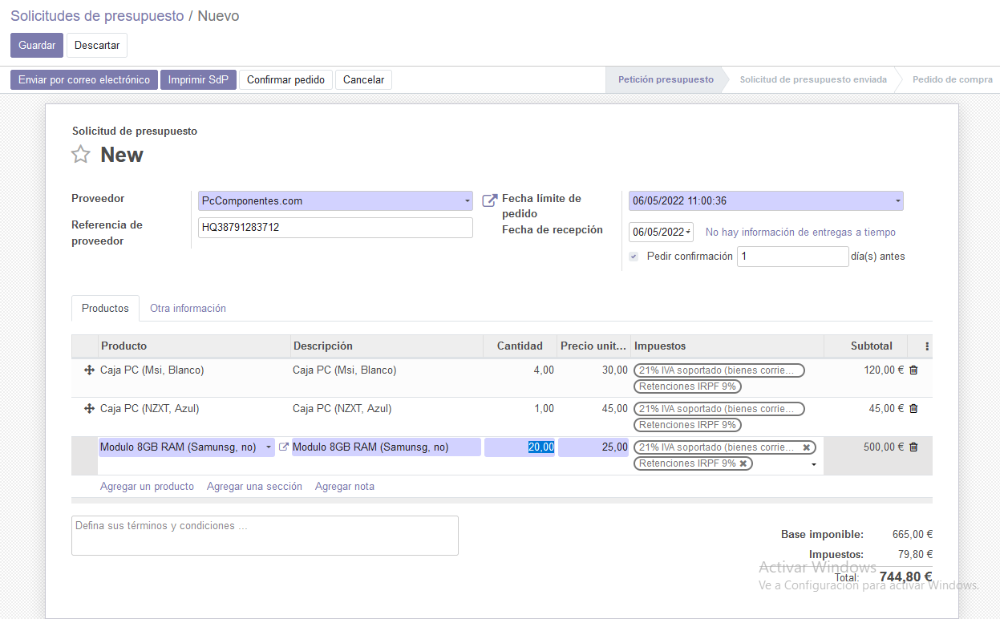 Solicitudes de presupuesto / Nuevo
Guardar Descartar
Enviar por correo electrónico Imprimir SdP Confirmar pedido Cancelar Petición presupuesto Solicitud de presupuesto enviada Pedido de compra
Solicitud de presupuesto
New
Proveedor PcComponentes.com
Referencia de proveedor HQ38791283712
Fecha límite de pedido 06/05/2022 11:00:36
Fecha de recepción 06/05/2022 No hay información de entregas a tiempo
Pedir confirmación 1 día(s) antes
Productos Otra información
Producto Descripción Cantidad Precio unit... Impuestos Subtotal
Caja PC (Msi, Blanco) Caja PC (Msi, Blanco) 4,00 30,00 21% IVA soportado (bienes corrie... 120,00 €
Retenciones IRPF 9%
Caja PC (NZXT, Azul) Caja PC (NZXT, Azul) 1,00 45,00 21% IVA soportado (bienes corrie... 45,00 €
Retenciones IRPF 9%
Modulo 8GB RAM (Samunsg, no) Modulo 8GB RAM (Samunsg, no) 20,00 25,00 21% IVA soportado (bienes corrie... 500,00 €
Retenciones IRPF 9%
Agregar un producto Agregar una sección Agregar nota
Defina sus términos y condiciones ...
Base imponible: 665,00 €
Impuestos: 79,80 €
Total: 744,80 €
Activar Windows
Ve a Configuración para activar Windows.